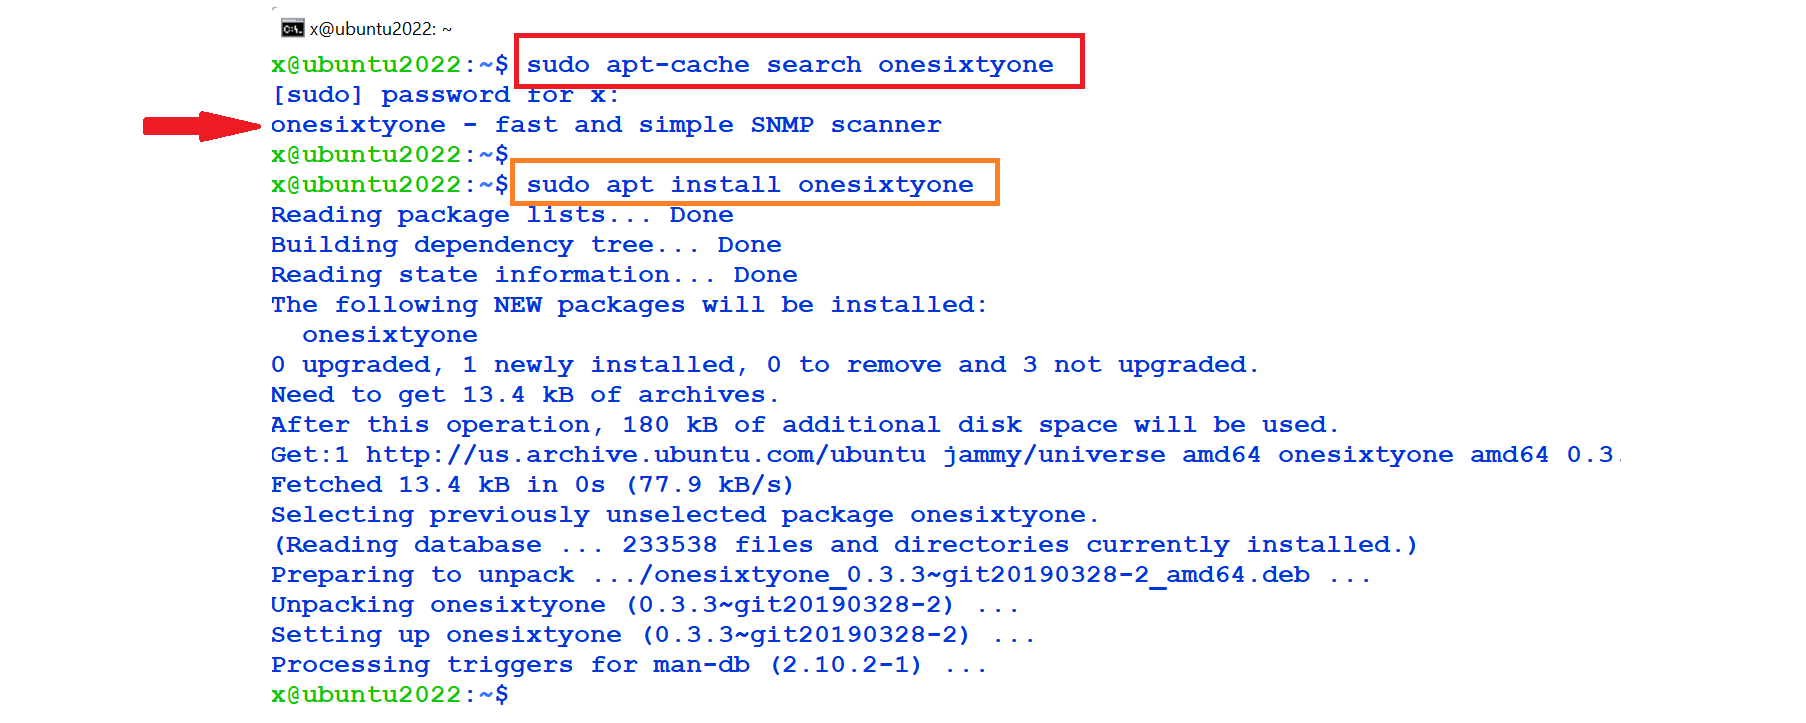 x@ubuntu2022: ~
x@ubuntu2022:~$ sudo apt-cache search onesixtyone
[sudo] password for x:
onesixtyone - fast and simple SNMP scanner
x@ubuntu2022:~$
x@ubuntu2022:~$ sudo apt install onesixtyone
Reading package lists... Done
Building dependency tree... Done
Reading state information... Done
The following NEW packages will be installed:
  onesixtyone
0 upgraded, 1 newly installed, 0 to remove and 3 not upgraded.
Need to get 13.4 kB of archives.
After this operation, 180 kB of additional disk space will be used.
Get:1 http://us.archive.ubuntu.com/ubuntu jammy/universe amd64 onesixtyone amd64 0.3.
Fetched 13.4 kB in 0s (77.9 kB/s)
Selecting previously unselected package onesixtyone.
(Reading database ... 233538 files and directories currently installed.)
Preparing to unpack .../onesixtyone_0.3.3~git20190328-2_amd64.deb ...
Unpacking onesixtyone (0.3.3~git20190328-2) ...
Setting up onesixtyone (0.3.3~git20190328-2) ...
Processing triggers for man-db (2.10.2-1) ...
x@ubuntu2022:~$